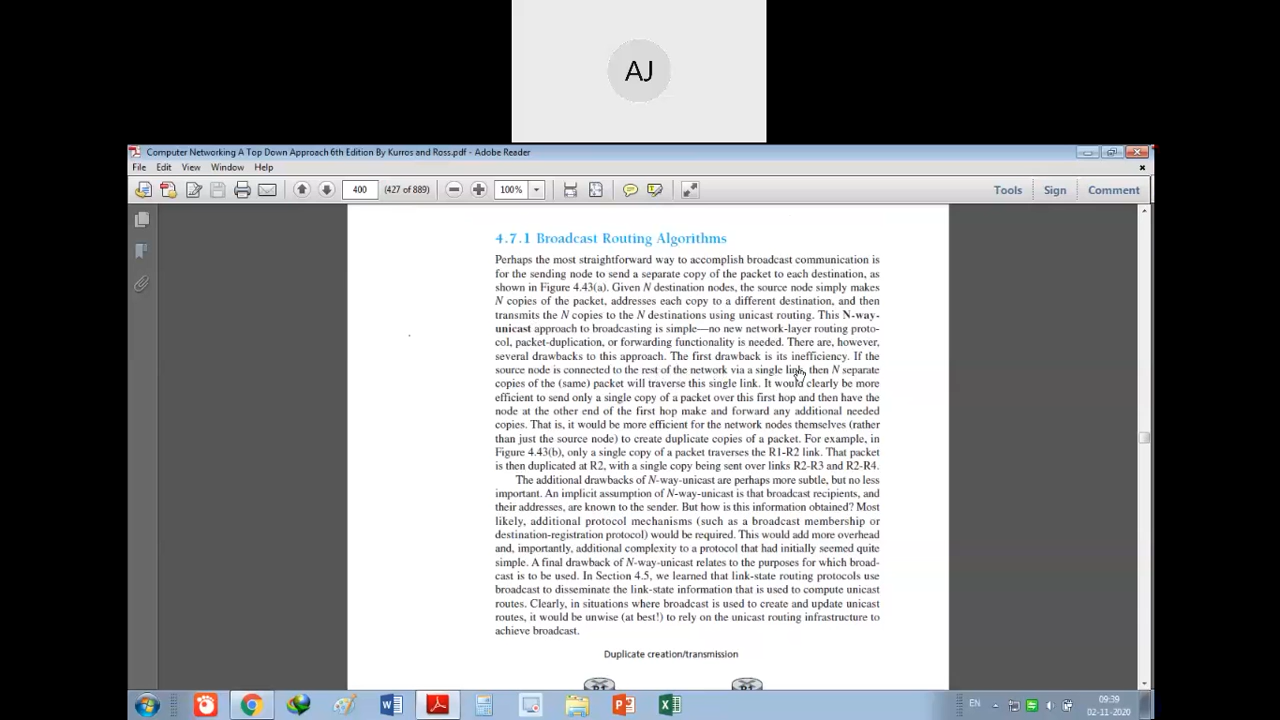 AJ
Computer Networking A Top Down Approach 6th Edition By Kurros and Ross.pdf - Adobe Reader
File Edit View Window Help
400 (427 of 889) 100% Tools Sign Comment
4.7.1 Broadcast Routing Algorithms
Perhaps the most straightforward way to accomplish broadcast communication is
for the sending node to send a separate copy of the packet to each destination, as
shown in Figure 4.43(a). Given N destination nodes, the source node simply makes
N copies of the packet, addresses each copy to a different destination, and then
transmits the N copies to the N destinations using unicast routing. This N-way-
unicast approach to broadcasting is simple—no new network-layer routing proto-
col, packet-duplication, or forwarding functionality is needed. There are, however,
several drawbacks to this approach. The first drawback is its inefficiency. If the
source node is connected to the rest of the network via a single link, then N separate
copies of the (same) packet will traverse this single link. It would clearly be more
efficient to send only a single copy of a packet over this first hop and then have the
node at the other end of the first hop make and forward any additional needed
copies. That is, it would be more efficient for the network nodes themselves (rather
than just the source node) to create duplicate copies of a packet. For example, in
Figure 4.43(b), only a single copy of a packet traverses the R1-R2 link. That packet
is then duplicated at R2, with a single copy being sent over links R2-R3 and R2-R4.
The additional drawbacks of N-way-unicast are perhaps more subtle, but no less
important. An implicit assumption of N-way-unicast is that broadcast recipients, and
their addresses, are known to the sender. But how is this information obtained? Most
likely, additional protocol mechanisms (such as a broadcast membership or
destination-registration protocol) would be required. This would add more overhead
and, importantly, additional complexity to a protocol that had initially seemed quite
simple. A final drawback of N-way-unicast relates to the purposes for which broad-
cast is to be used. In Section 4.5, we learned that link-state routing protocols use
broadcast to disseminate the link-state information that is used to compute unicast
routes. Clearly, in situations where broadcast is used to create and update unicast
routes, it would be unwise (at best!) to rely on the unicast routing infrastructure to
achieve broadcast.
Duplicate creation/transmission
EN 09:39
02-11-2020